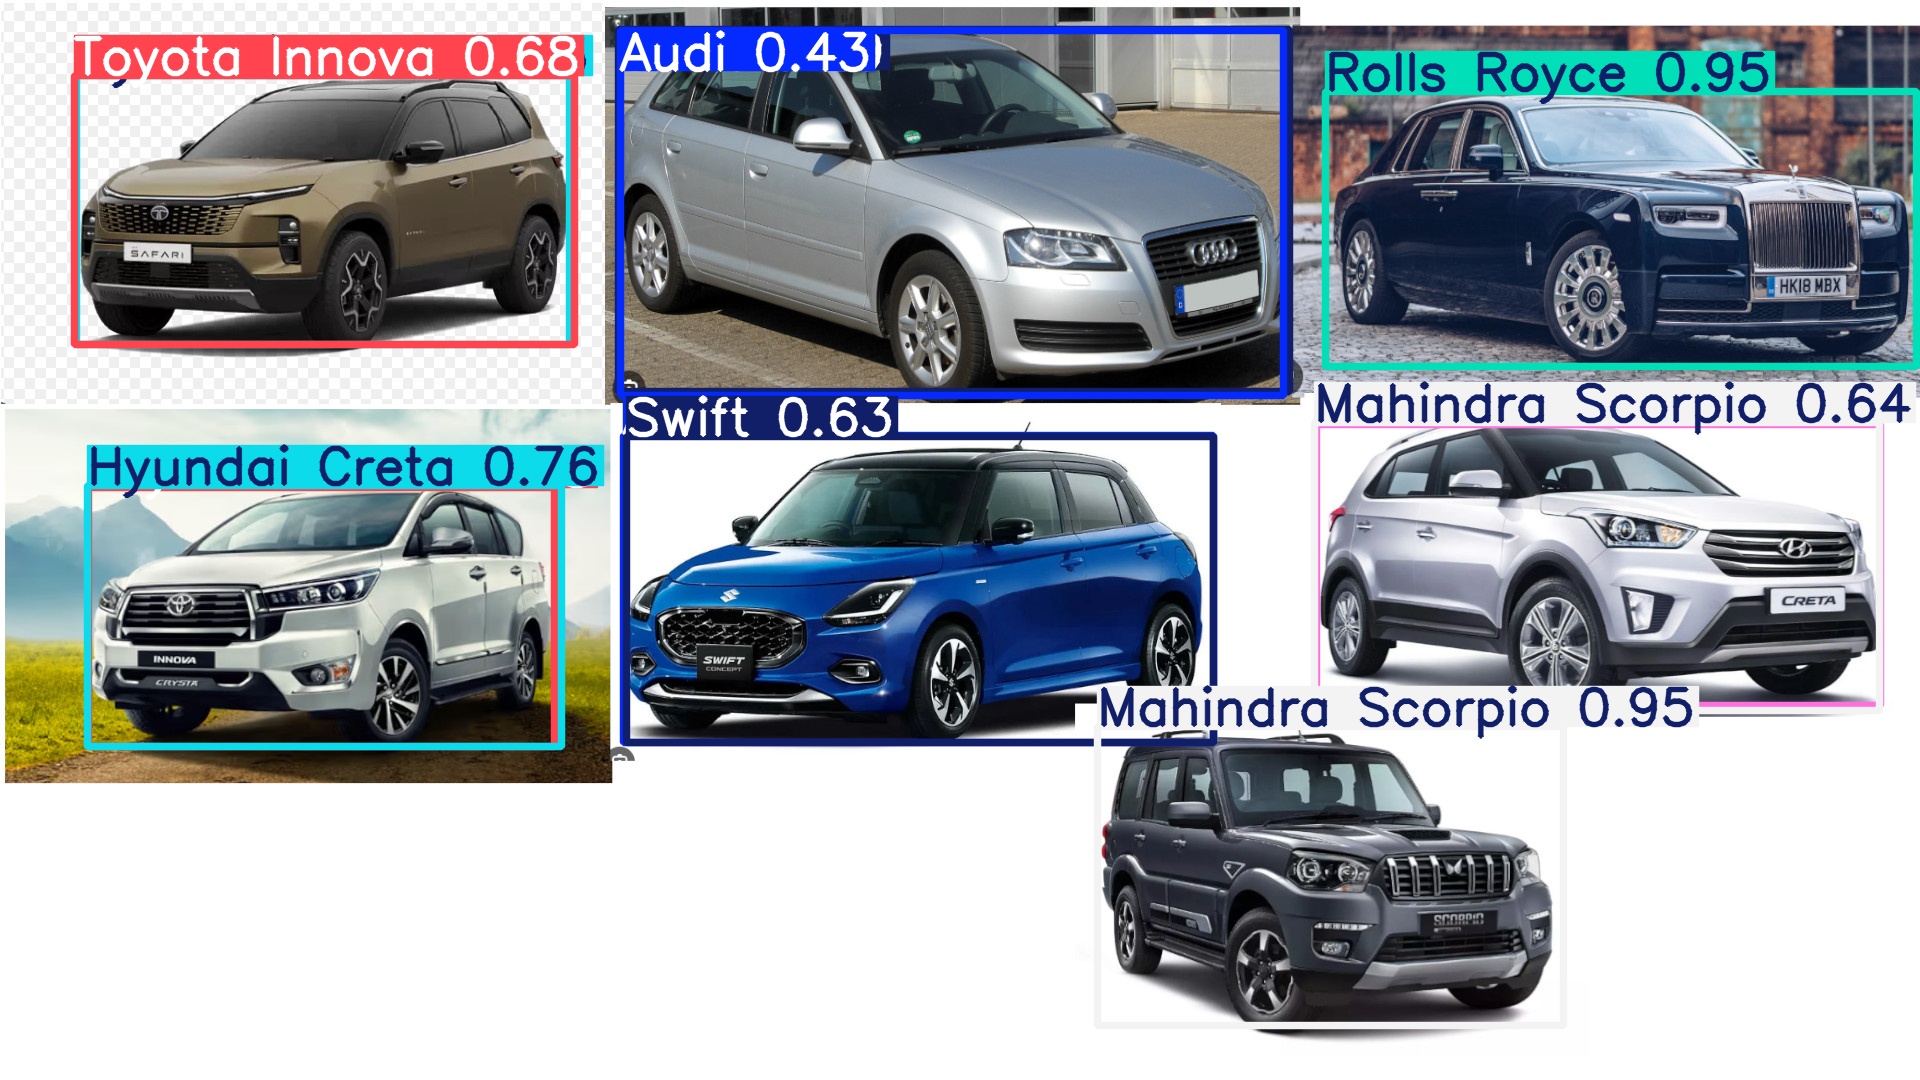 Toyota Innova 0.68
SAFARI
Audi 0.43
Rolls Royce 0.95
HK18 MBX
Hyundai Creta 0.76
INNOVA
CRYSTA
Swift 0.63
SWIFT
CONCEPT
Mahindra Scorpio 0.64
CRETA
Mahindra Scorpio 0.95
SCORPIO